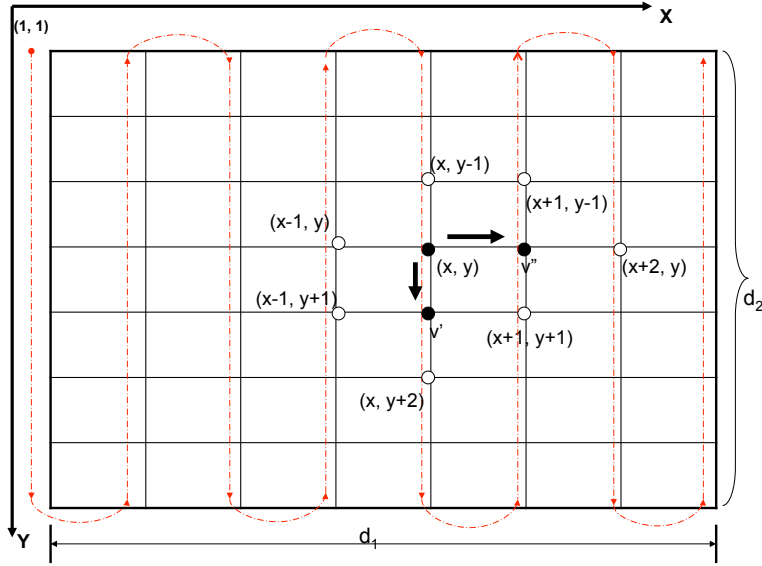 (1, 1)
X
(x, y-1)
(x+1, y-1)
(x-1, y)
(x, y)
v"
(x+2, y)
(x-1, y+1)
v'
(x+1, y+1)
d2
(x, y+2)
Y
d1